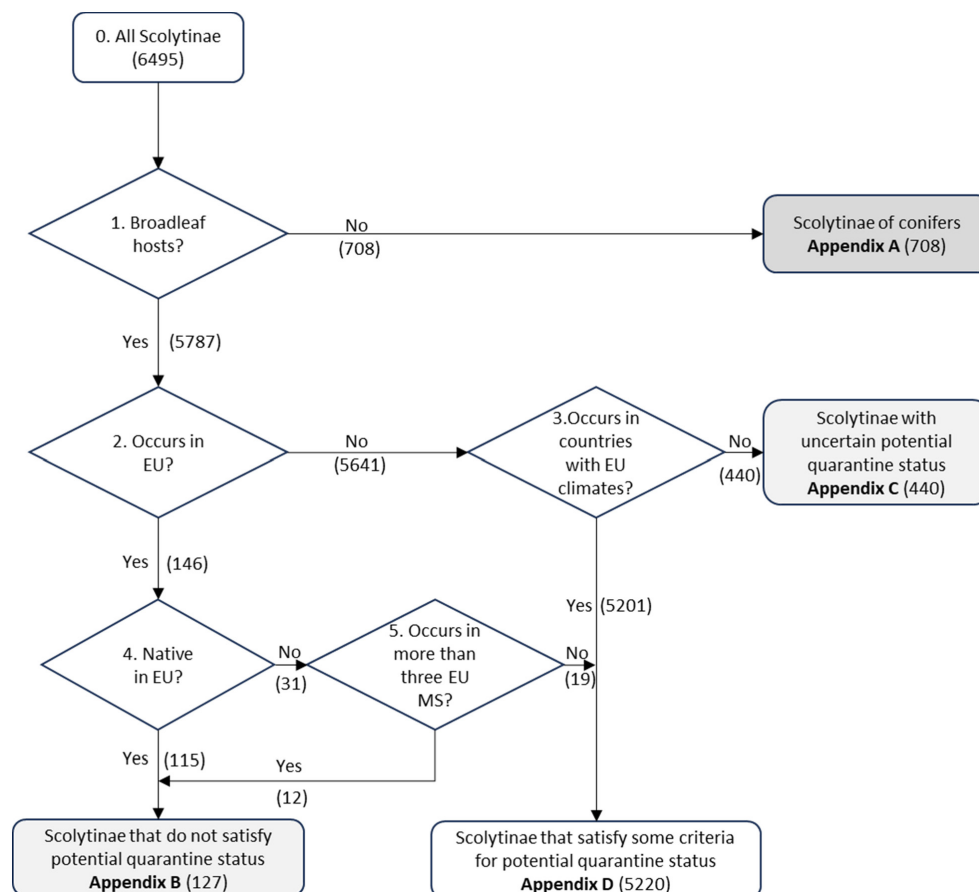 0. All Scolytinae
(6495)
1. Broadleaf
hosts?
No
(708)
Scolytinae of conifers
Appendix A (708)
Yes
(5787)
2. Occurs in
EU?
No
(5641)
3.Occurs in
countries
with EU
climates?
No
(440)
Scolytinae with
uncertain potential
quarantine status
Appendix C (440)
Yes
(146)
Yes
(5201)
4. Native
in EU?
No
(31)
5. Occurs in
more than
three EU
MS?
No
(19)
Yes
(115)
Yes
(12)
Scolytinae that do not satisfy
potential quarantine status
Appendix B (127)
Scolytinae that satisfy some criteria
for potential quarantine status
Appendix D (5220)